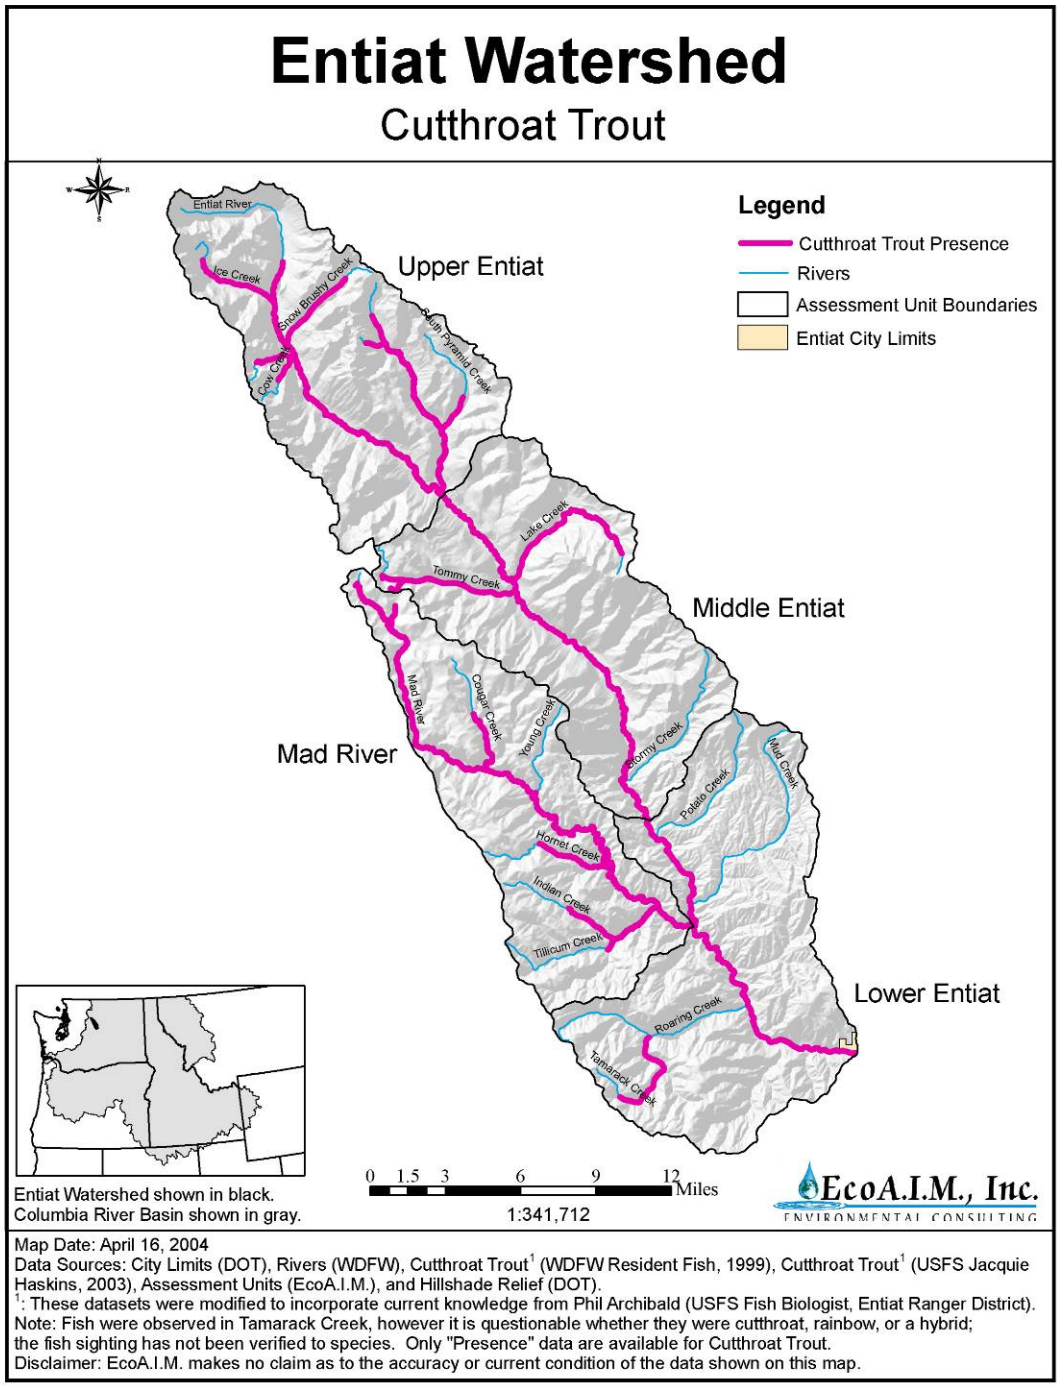 Entiat Watershed
Cutthroat Trout
N
W
E
S
Legend
Cutthroat Trout Presence
Rivers
Assessment Unit Boundaries
Entiat City Limits
Entiat River
Ice Creek
Snow Brushy Creek
Upper Entiat
South Pyramid Creek
Cow Creek
Lake Creek
Tommy Creek
Middle Entiat
Mad River
Cougar Creek
Young Creek
Stormy Creek
Mad River
Potato Creek
Mud Creek
Hornet Creek
Indian Creek
Tillicum Creek
Lower Entiat
Roaring Creek
Tamarack Creek
0 1.5 3 6 9 12
Miles
1:341,712
EcoA.I.M., Inc.
ENVIRONMENTAL CONSULTING
Entiat Watershed shown in black.
Columbia River Basin shown in gray.
Map Date: April 16, 2004
Data Sources: City Limits (DOT), Rivers (WDFW), Cutthroat Trout¹ (WDFW Resident Fish, 1999), Cutthroat Trout¹ (USFS Jacquie
Haskins, 2003), Assessment Units (EcoA.I.M.), and Hillshade Relief (DOT).
¹: These datasets were modified to incorporate current knowledge from Phil Archibald (USFS Fish Biologist, Entiat Ranger District).
Note: Fish were observed in Tamarack Creek, however it is questionable whether they were cutthroat, rainbow, or a hybrid;
the fish sighting has not been verified to species. Only "Presence" data are available for Cutthroat Trout.
Disclaimer: EcoA.I.M. makes no claim as to the accuracy or current condition of the data shown on this map.